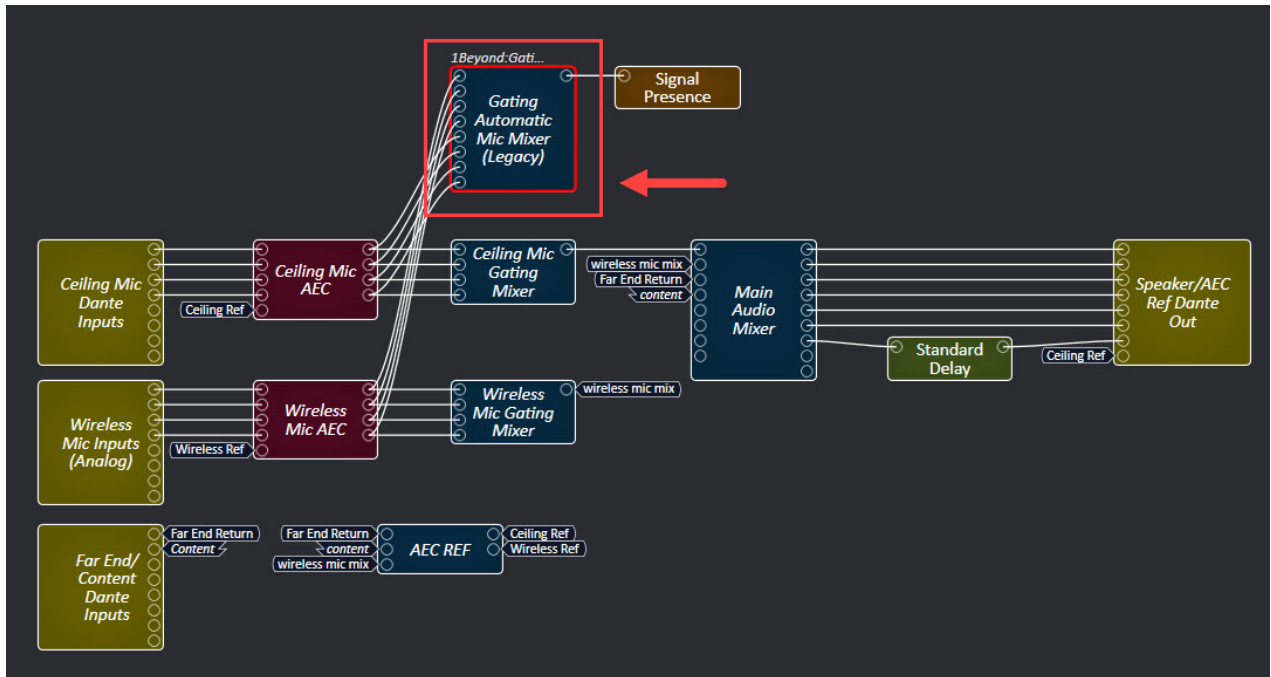 1Beyond:Gati...
Gating
Automatic
Mic Mixer
(Legacy)
Signal
Presence
Ceiling Mic
Dante
Inputs
Ceiling Ref
Ceiling Mic
AEC
Ceiling Mic
Gating
Mixer
wireless mic mix
Far End Return
content
Main
Audio
Mixer
Standard
Delay
Ceiling Ref
Speaker/AEC
Ref Dante
Out
Wireless
Mic Inputs
(Analog)
Wireless Ref
Wireless
Mic AEC
Wireless
Mic Gating
Mixer
wireless mic mix
Far End/
Content
Dante
Inputs
Far End Return
Content
Far End Return
content
wireless mic mix
AEC REF
Ceiling Ref
Wireless Ref